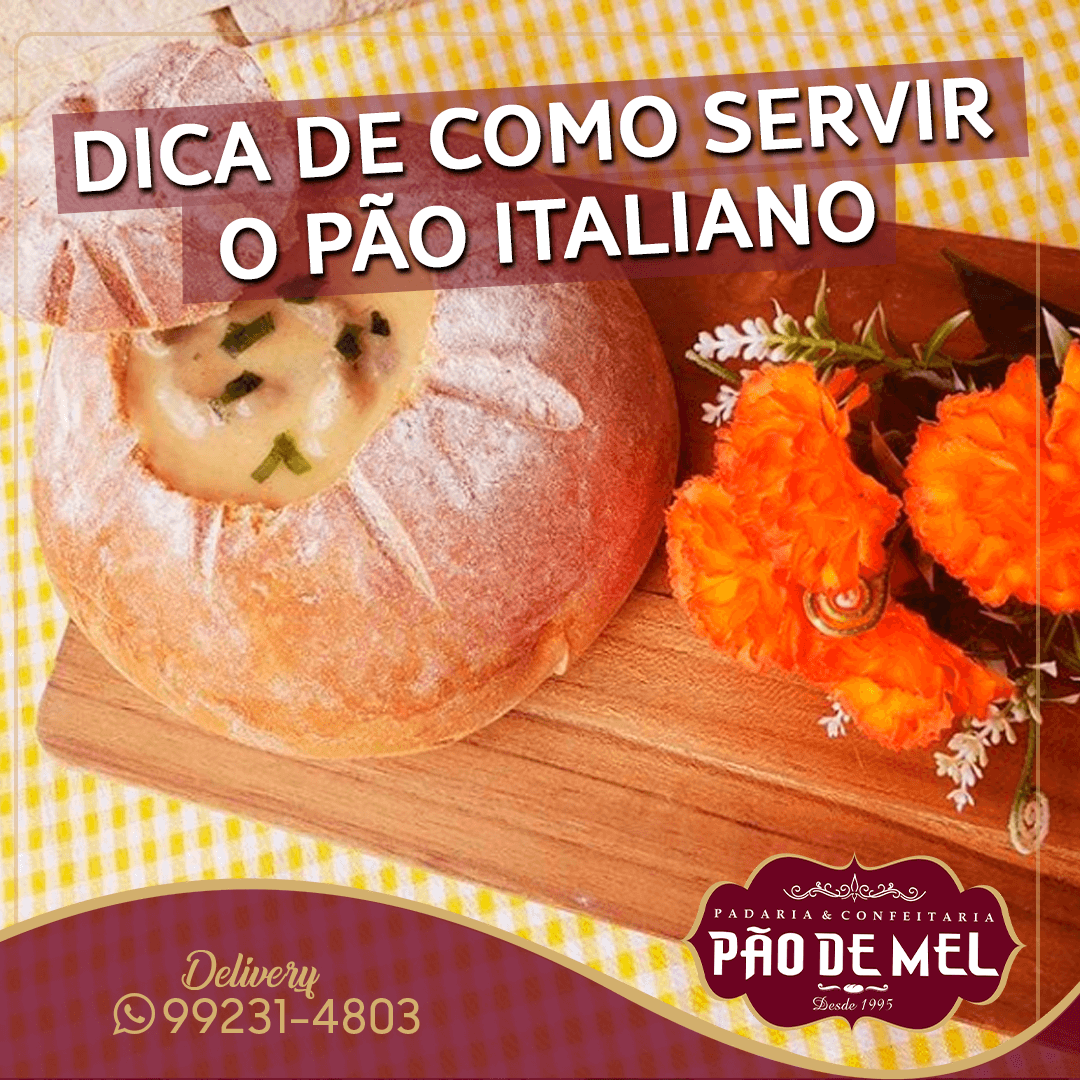 DICA DE COMO SERVIR
O PÃO ITALIANO
PADARIA & CONFEITARIA
PÃO DE MEL
Desde 1995
Delivery
99231-4803